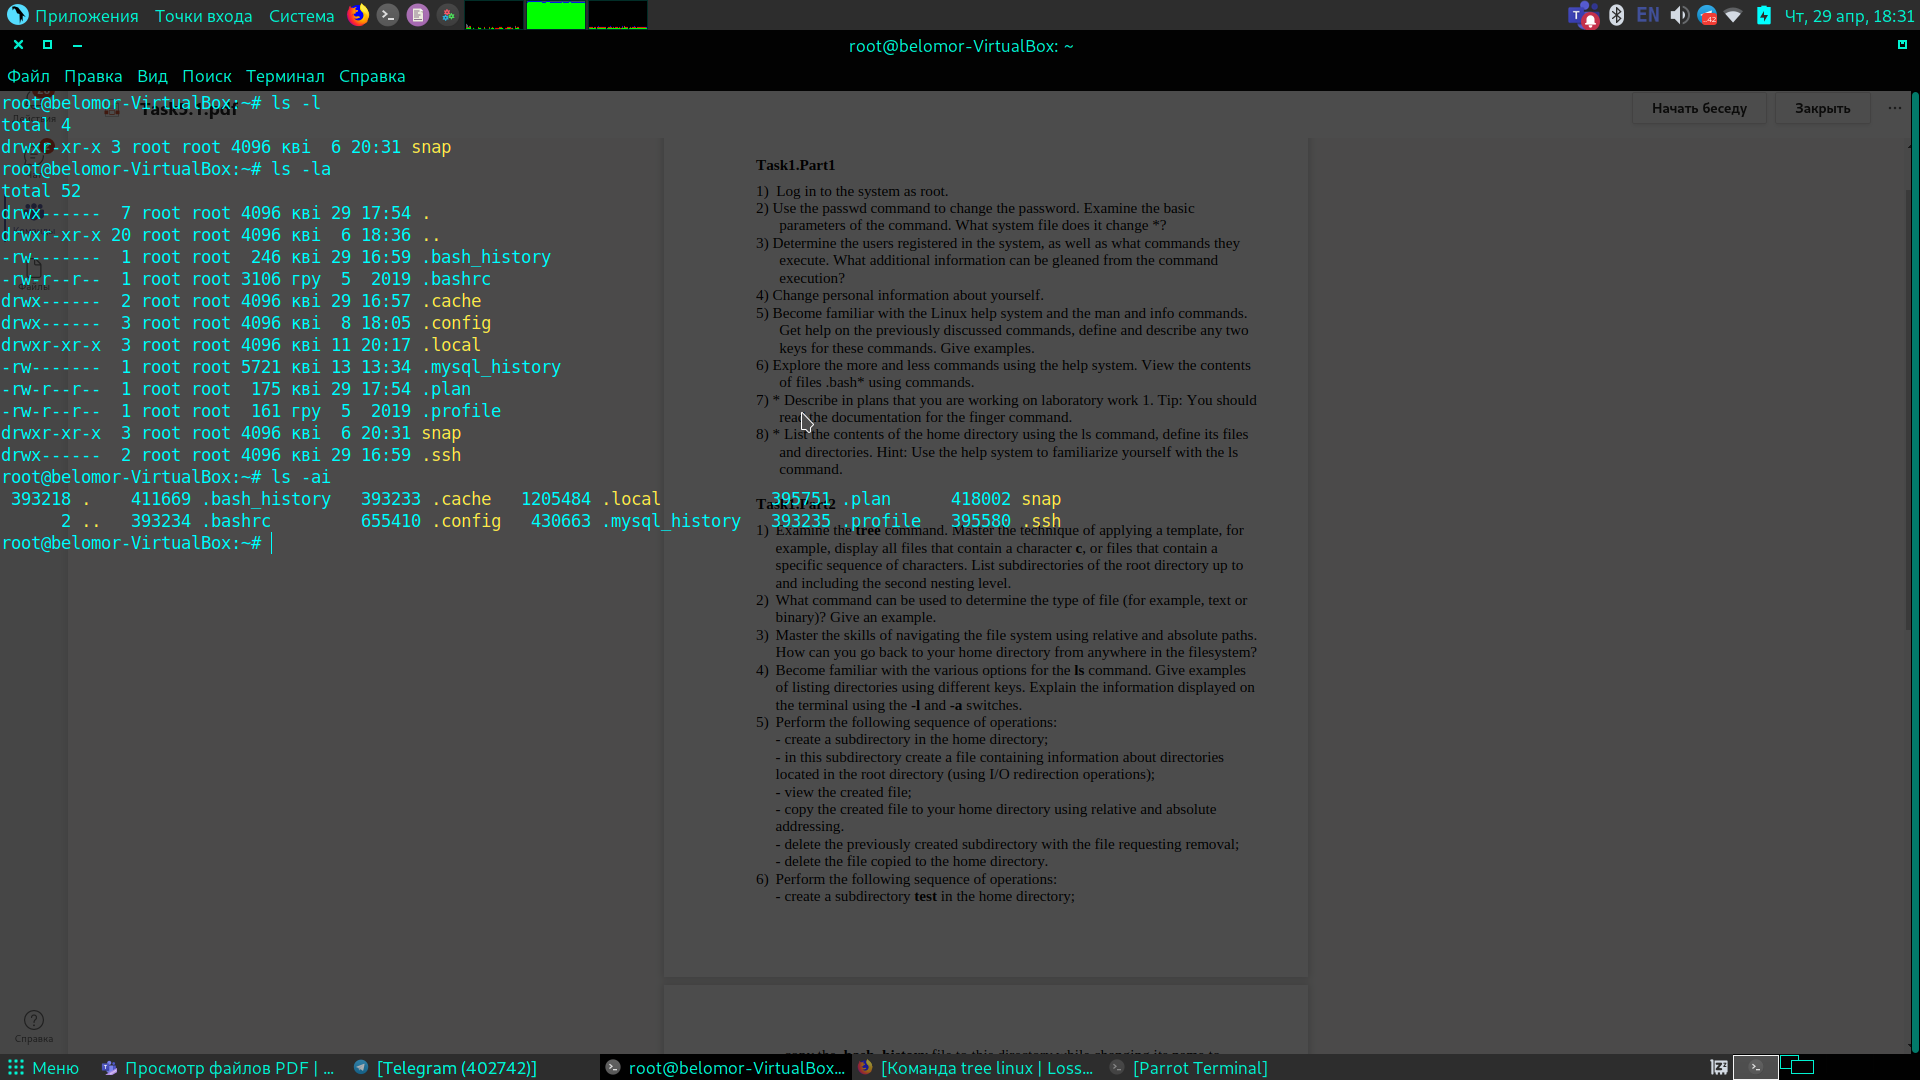 Приложения Точки входа Система EN 42 Чт, 29 апр, 18:31
root@belomor-VirtualBox: ~
Файл Правка Вид Поиск Терминал Справка
root@belomor-VirtualBox:~# ls -l
total 4
drwxr-xr-x 3 root root 4096 кві  6 20:31 snap
root@belomor-VirtualBox:~# ls -la
total 52
drwx------  7 root root 4096 кві 29 17:54 .
drwxr-xr-x 20 root root 4096 кві  6 18:36 ..
-rw-------  1 root root  246 кві 29 16:59 .bash_history
-rw-r--r--  1 root root 3106 гру  5  2019 .bashrc
drwx------  2 root root 4096 кві 29 16:57 .cache
drwx------  3 root root 4096 кві  8 18:05 .config
drwxr-xr-x  3 root root 4096 кві 11 20:17 .local
-rw-------  1 root root 5721 кві 13 13:34 .mysql_history
-rw-r--r--  1 root root  175 кві 29 17:54 .plan
-rw-r--r--  1 root root  161 гру  5  2019 .profile
drwxr-xr-x  3 root root 4096 кві  6 20:31 snap
drwx------  2 root root 4096 кві 29 16:59 .ssh
root@belomor-VirtualBox:~# ls -ai
393218 .    411669 .bash_history   393233 .cache   1205484 .local           395751 .plan      418002 snap
2 ..   393234 .bashrc         655410 .config   430663 .mysql_history   393235 .profile   395580 .ssh
root@belomor-VirtualBox:~#
Task5.1.pdf
Начать беседу Закрыть ...
Task1.Part1
1) Log in to the system as root.
2) Use the passwd command to change the password. Examine the basic
parameters of the command. What system file does it change *?
3) Determine the users registered in the system, as well as what commands they
execute. What additional information can be gleaned from the command
execution?
4) Change personal information about yourself.
5) Become familiar with the Linux help system and the man and info commands.
Get help on the previously discussed commands, define and describe any two
keys for these commands. Give examples.
6) Explore the more and less commands using the help system. View the contents
of files .bash* using commands.
7) * Describe in plans that you are working on laboratory work 1. Tip: You should
read the documentation for the finger command.
8) * List the contents of the home directory using the ls command, define its files
and directories. Hint: Use the help system to familiarize yourself with the ls
command.
Task1.Part2
1) Examine the tree command. Master the technique of applying a template, for
example, display all files that contain a character c, or files that contain a
specific sequence of characters. List subdirectories of the root directory up to
and including the second nesting level.
2) What command can be used to determine the type of file (for example, text or
binary)? Give an example.
3) Master the skills of navigating the file system using relative and absolute paths.
How can you go back to your home directory from anywhere in the filesystem?
4) Become familiar with the various options for the ls command. Give examples
of listing directories using different keys. Explain the information displayed on
the terminal using the -l and -a switches.
5) Perform the following sequence of operations:
- create a subdirectory in the home directory;
- in this subdirectory create a file containing information about directories
located in the root directory (using I/O redirection operations);
- view the created file;
- copy the created file to your home directory using relative and absolute
addressing.
- delete the previously created subdirectory with the file requesting removal;
- delete the file copied to the home directory.
6) Perform the following sequence of operations:
- create a subdirectory test in the home directory;
- copy the .bash_history file to this directory while changing its name to
Справка
Меню Просмотр файлов PDF | ... [Telegram (402742)] root@belomor-VirtualBox... [Команда tree linux | Loss... [Parrot Terminal]